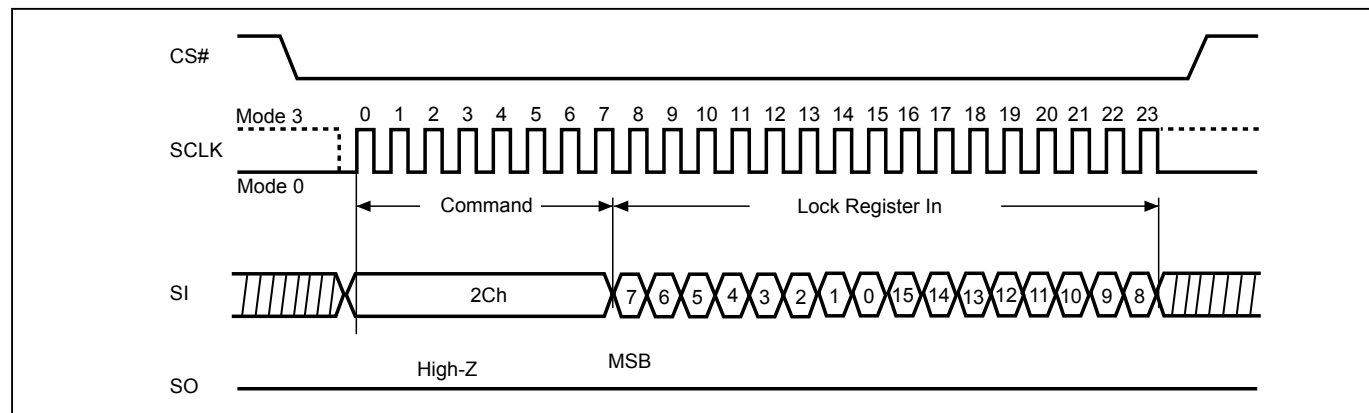 CS#
Mode 3
0 1 2 3 4 5 6 7 8 9 10 11 12 13 14 15 16 17 18 19 20 21 22 23
SCLK
Mode 0
Command Lock Register In
SI 2Ch 7 6 5 4 3 2 1 0 15 14 13 12 11 10 9 8
High-Z MSB
SO